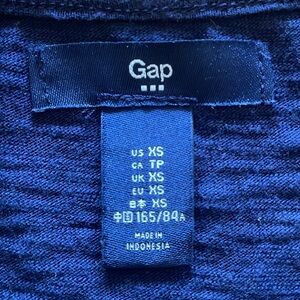 Gap
US XS
CA TP
UK XS
EU XS
日本 XS
中国 165/84A
MADE IN
INDONESIA